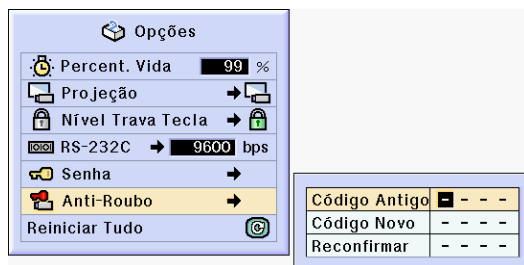 Opções
Percent. Vida 99 %
Projeção
Nível Trava Tecla
RS-232C 9600 bps
Senha
Anti-Roubo
Reiniciar Tudo
Código Antigo - - - -
Código Novo - - - -
Reconfirmar - - - -